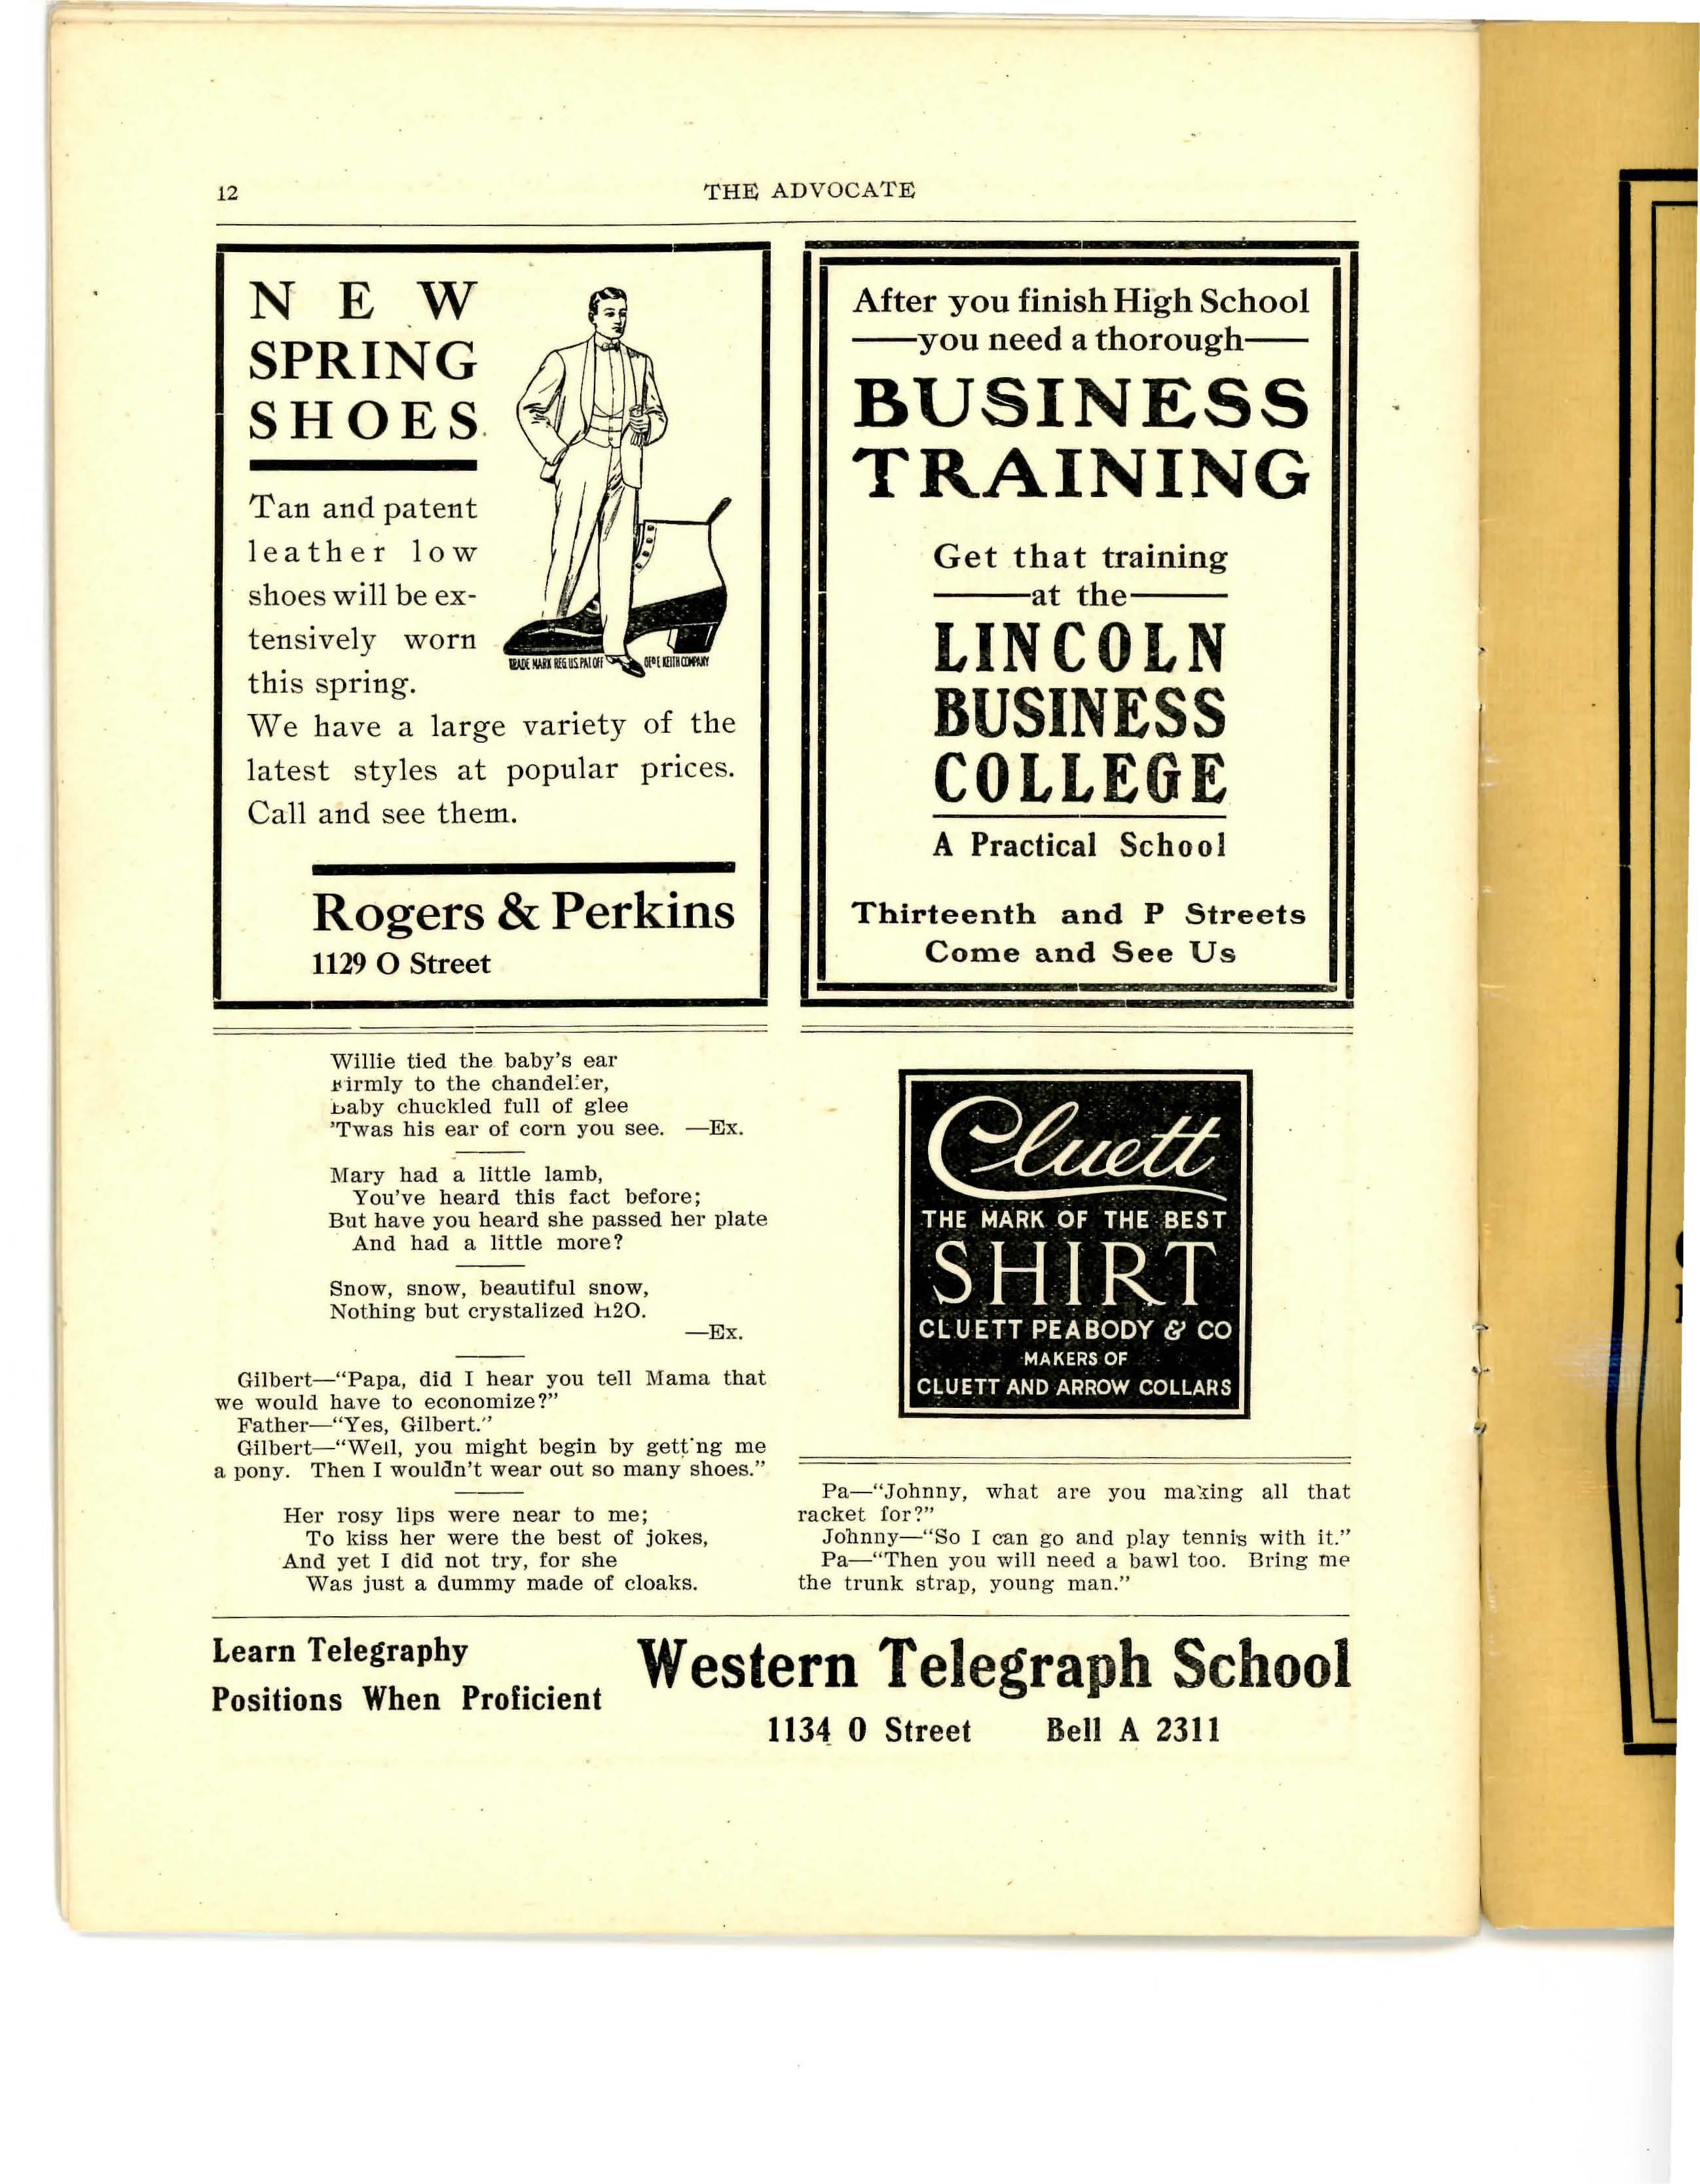 12
THE ADVOCATE
NEW
SPRING
SHOES
Tan and patent
leather low
shoes will be ex-
tensively worn
this spring.
TRADE MARK REG. U.S. PAT. OFF GEO E KEITH COMPANY
We have a large variety of the
latest styles at popular prices.
Call and see them.
Rogers & Perkins
1129 O Street
After you finish High School
—you need a thorough—
BUSINESS
TRAINING
Get that training
—at the—
LINCOLN
BUSINESS
COLLEGE
A Practical School
Thirteenth and P Streets
Come and See Us
Willie tied the baby's ear
Firmly to the chandelier,
Baby chuckled full of glee
'Twas his ear of corn you see. —Ex.
Mary had a little lamb,
You've heard this fact before;
But have you heard she passed her plate
And had a little more?
Snow, snow, beautiful snow,
Nothing but crystalized H2O.
—Ex.
Gilbert—“Papa, did I hear you tell Mama that
we would have to economize?”
Father—“Yes, Gilbert.”
Gilbert—“Well, you might begin by getting me
a pony. Then I wouldn't wear out so many shoes.”
Her rosy lips were near to me;
To kiss her were the best of jokes,
And yet I did not try, for she
Was just a dummy made of cloaks.
Cluett
THE MARK OF THE BEST
SHIRT
CLUETT PEABODY & CO
MAKERS OF
CLUETT AND ARROW COLLARS
Pa—“Johnny, what are you making all that
racket for?”
Johnny—“So I can go and play tennis with it.”
Pa—“Then you will need a bawl too. Bring me
the trunk strap, young man.”
Learn Telegraphy
Positions When Proficient
Western Telegraph School
1134 O Street Bell A 2311